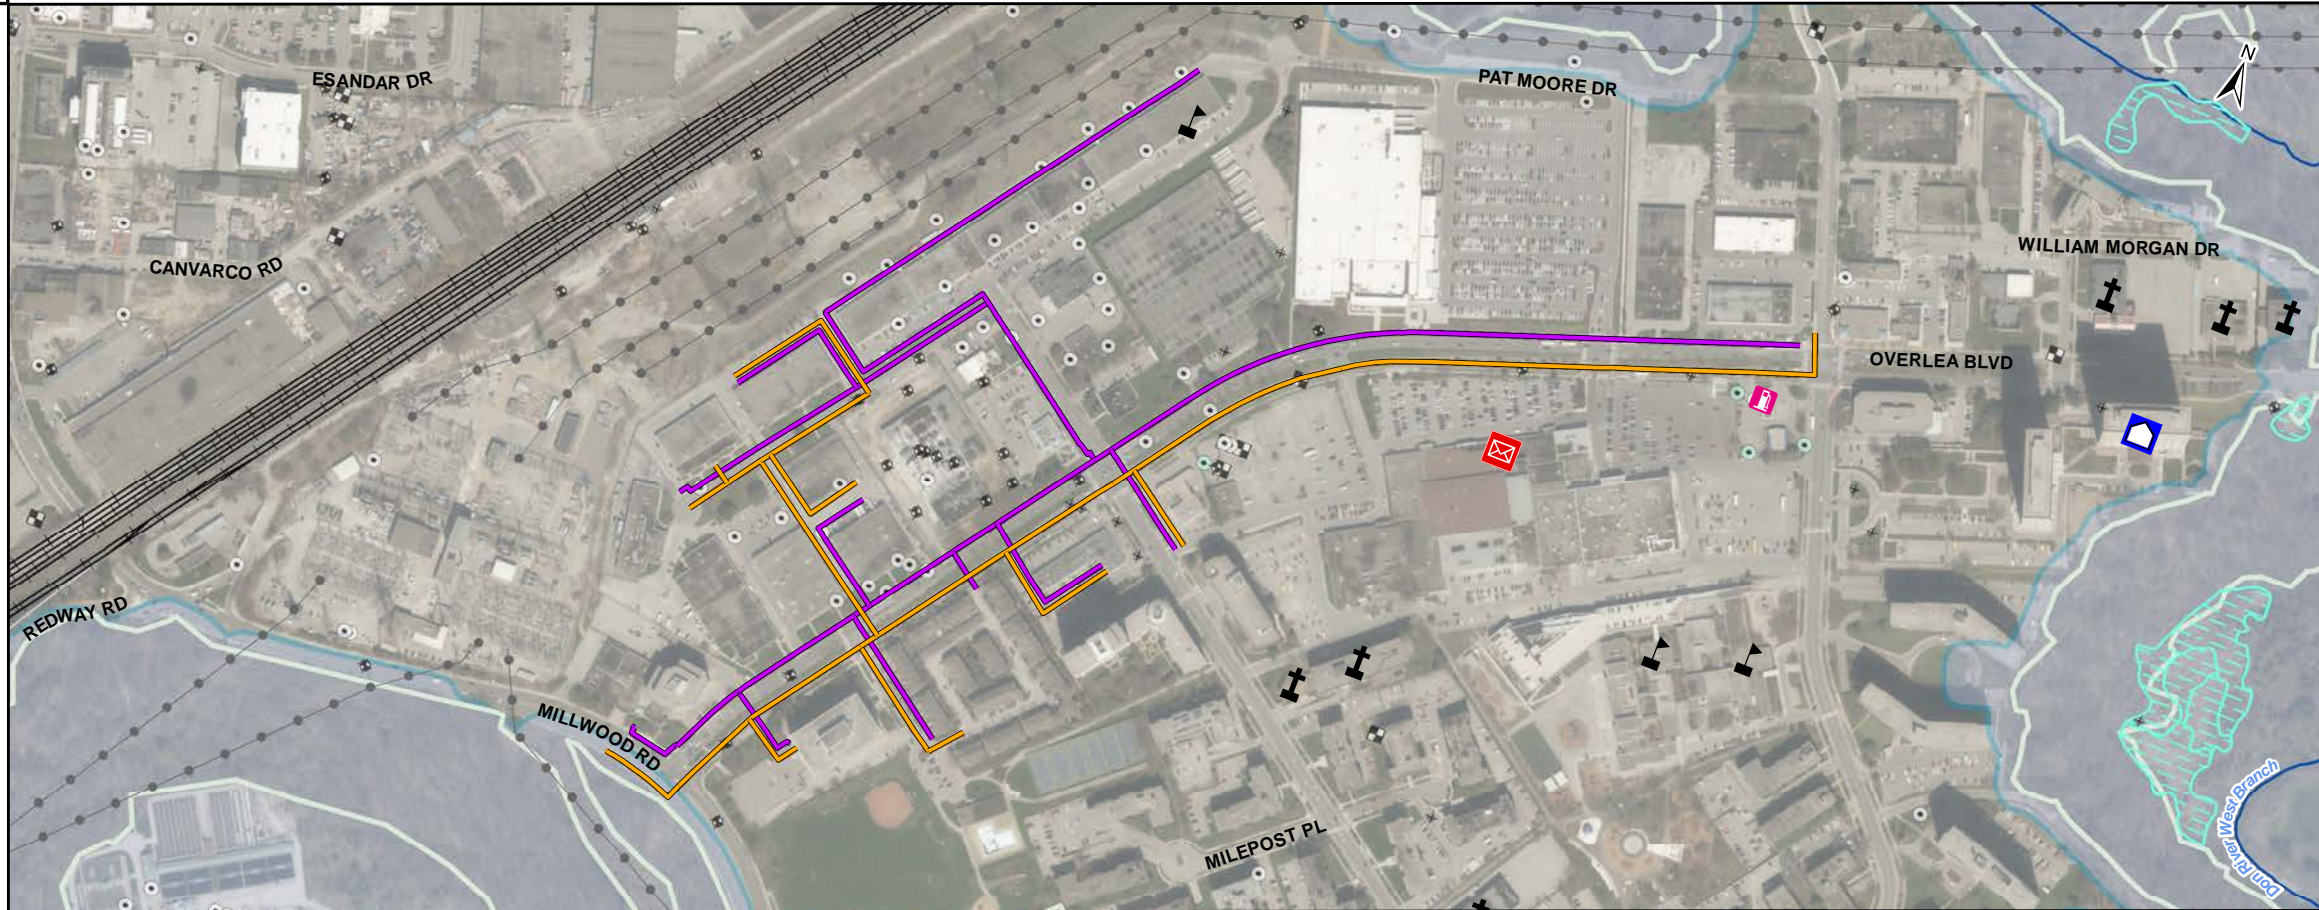 N
ESANDAR DR
PAT MOORE DR
WILLIAM MORGAN DR
CANVARCO RD
OVERLEA BLVD
REDWAY RD
MILLWOOD RD
MILEPOST PL
Don River West Branch